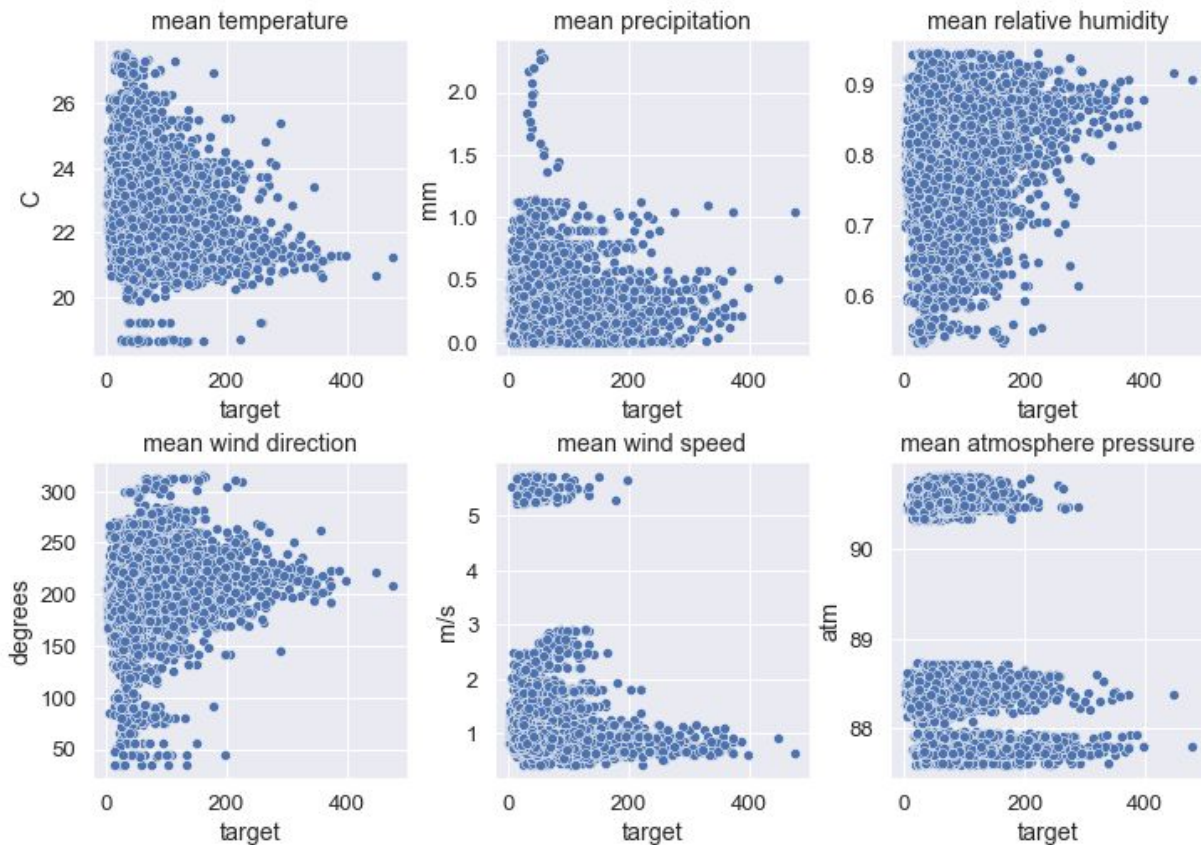 mean temperature
mean precipitation
mean relative humidity
26
24
22
20
C
0
200
400
target
2.0
1.5
1.0
0.5
0.0
mm
0
200
400
target
0.9
0.8
0.7
0.6
0
200
400
target
mean wind direction
mean wind speed
mean atmosphere pressure
300
250
200
150
100
50
degrees
0
200
400
target
5
4
3
2
1
m/s
0
200
400
target
90
89
88
atm
0
200
400
target